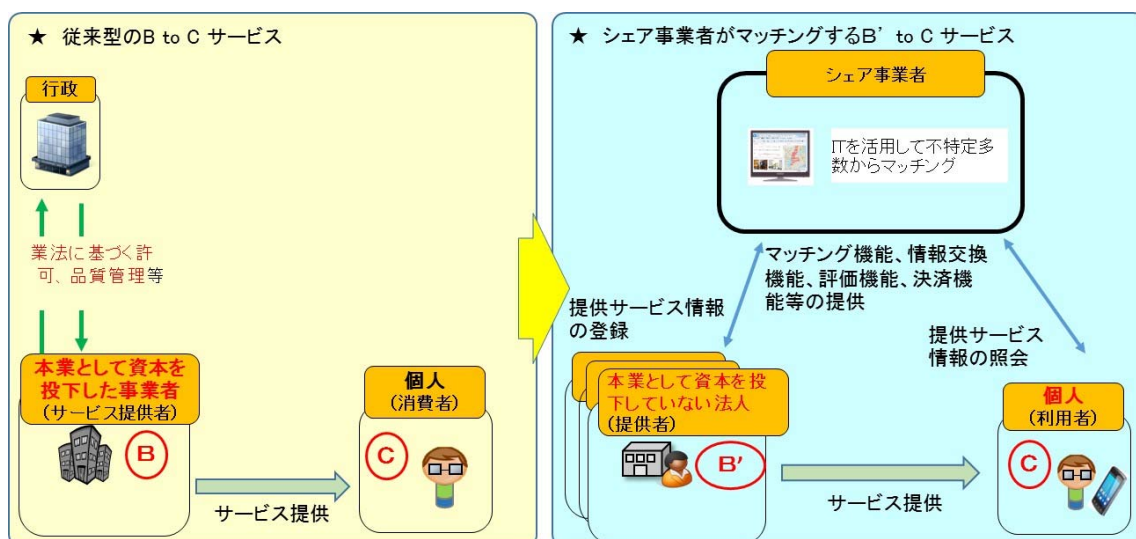 ★ 従来型のB to C サービス
行政
業法に基づく許
可、品質管理等
本業として資本を
投下した事業者
(サービス提供者)
B
個人
(消費者)
C
サービス提供
★ シェア事業者がマッチングするB’ to C サービス
シェア事業者
ITを活用して不特定多
数からマッチング
マッチング機能、情報交換
機能、評価機能、決済機
能等の提供
提供サービス情報
の登録
提供サービス
情報の照会
本業として資本を投
下していない法人
(提供者)
B’
個人
(利用者)
C
サービス提供